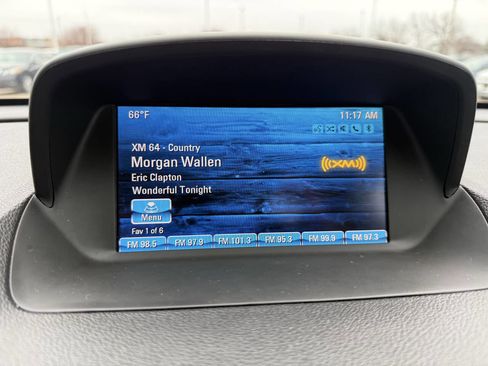 66°F 11:17 AM
XM 64 - Country
Morgan Wallen
((XM))
Eric Clapton
Wonderful Tonight
Menu
Fav 1 of 6
FM 98.5 FM 97.9 FM 101.3 FM 95.3 FM 99.9 FM 97.3